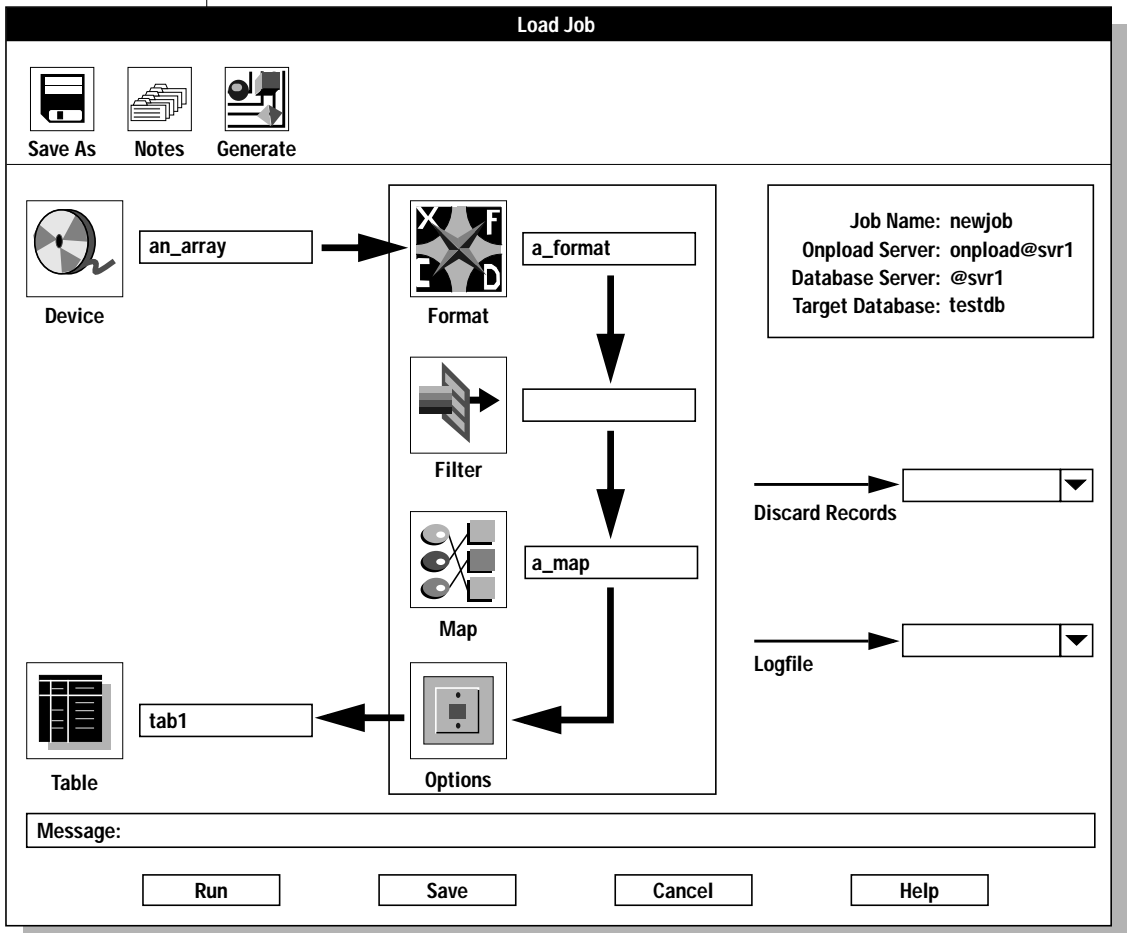 Load Job
Save As
Notes
Generate
Device
an_array
X F
I D
Format
a_format
Job Name: newjob
Onpload Server: onpload@svr1
Database Server: @svr1
Target Database: testdb
Filter
Discard Records
Map
a_map
Logfile
Table
tab1
Options
Message:
Run
Save
Cancel
Help